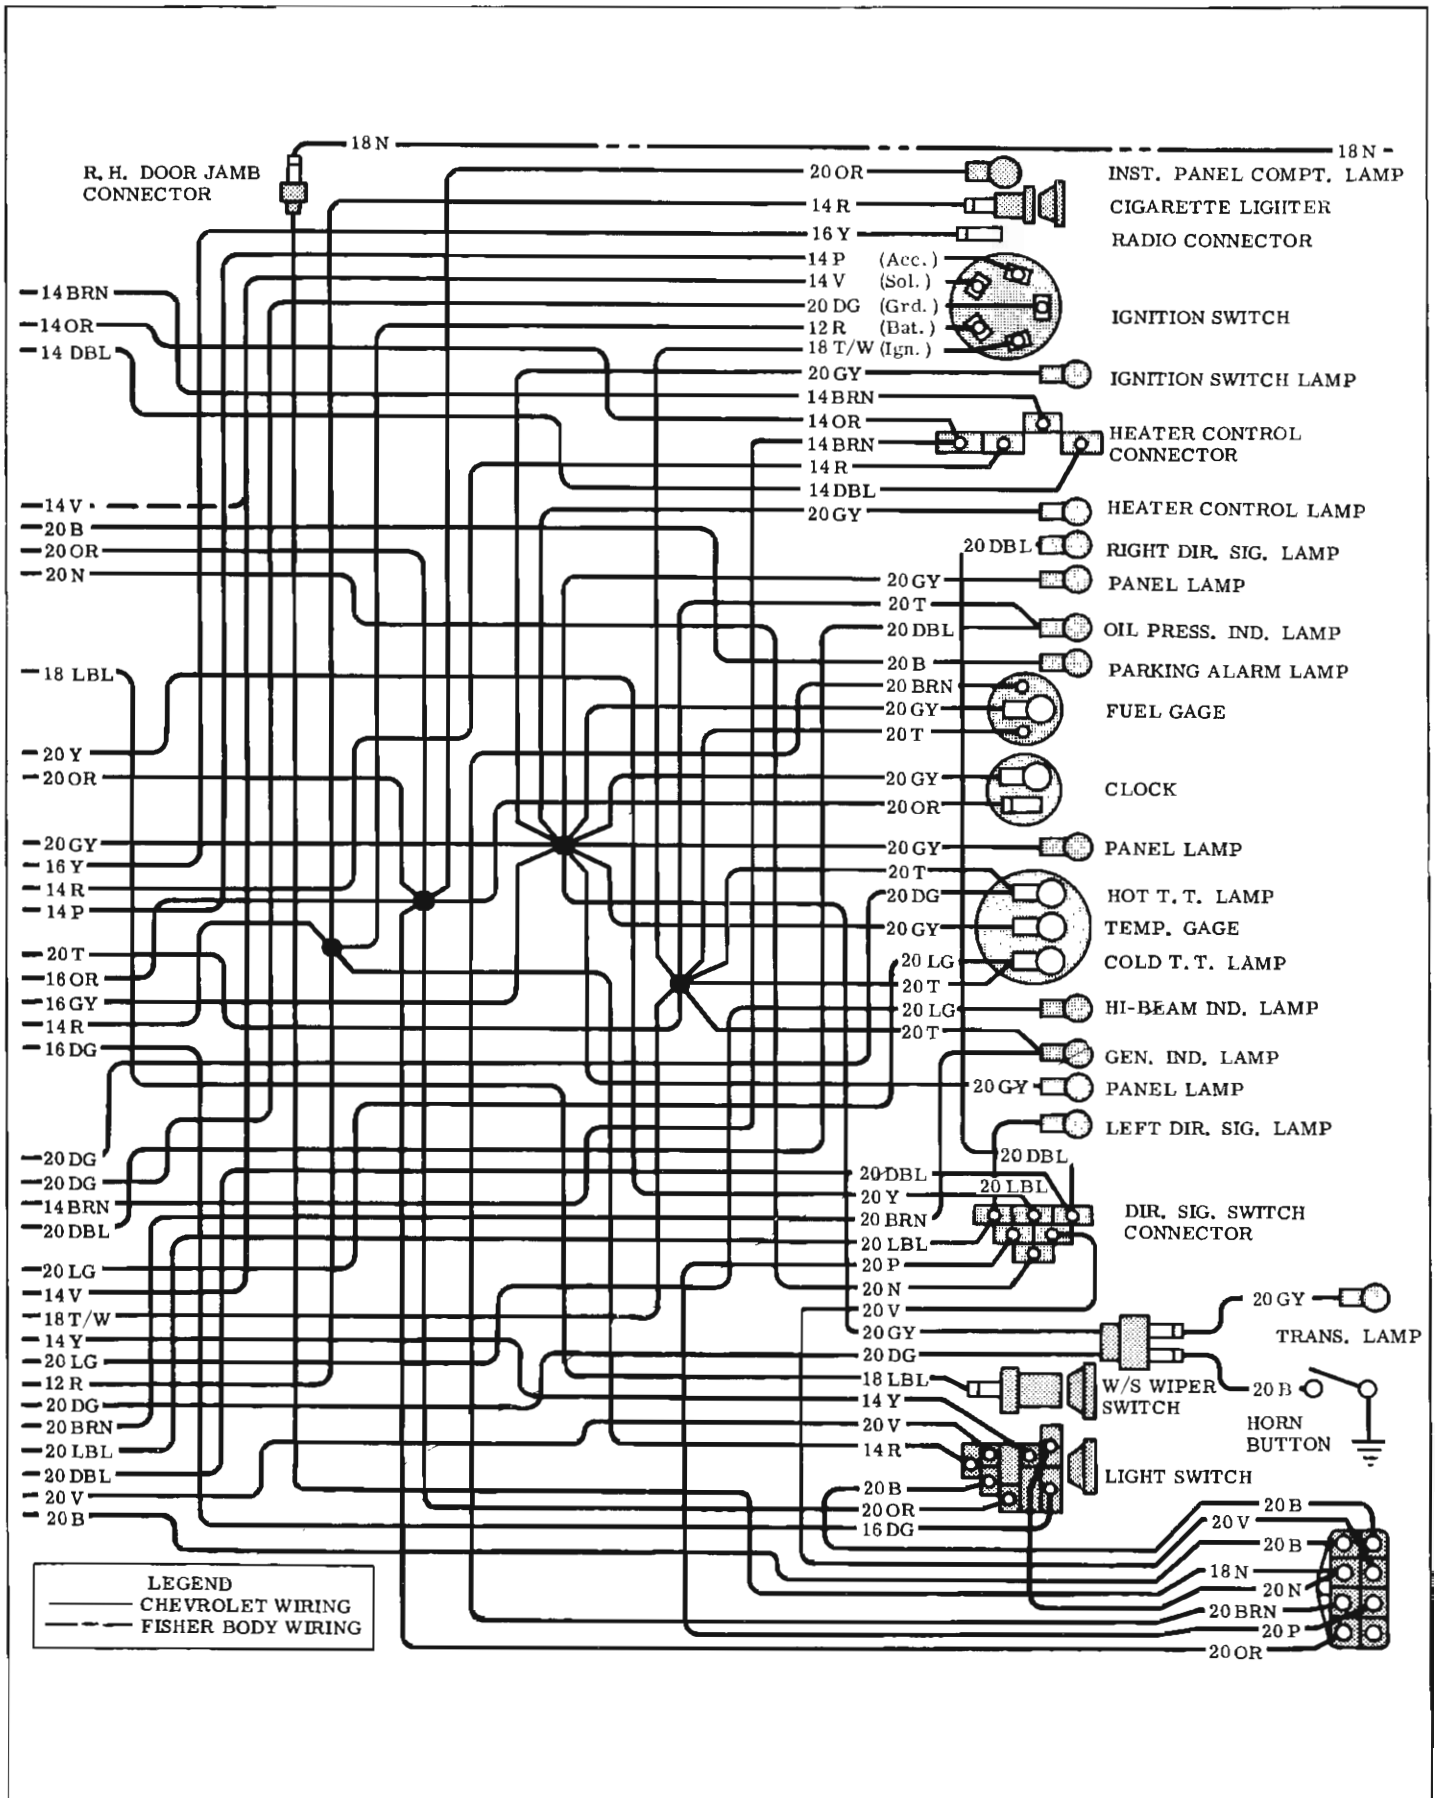 18 N
18 N
R. H. DOOR JAMB
CONNECTOR
20 OR
INST. PANEL COMPT. LAMP
14 R
CIGARETTE LIGHTER
16 Y
RADIO CONNECTOR
14 P (Acc.)
14 V (Sol.)
20 DG (Grd.)
12 R (Bat.)
18 T/W (Ign.)
IGNITION SWITCH
14 BRN
14 OR
14 DBL
20 GY
IGNITION SWITCH LAMP
14 BRN
14 OR
14 BRN
14 R
14 DBL
HEATER CONTROL
CONNECTOR
20 GY
HEATER CONTROL LAMP
14 V
20 B
20 OR
20 N
20 DBL
RIGHT DIR. SIG. LAMP
20 GY
PANEL LAMP
20 T
20 DBL
OIL PRESS. IND. LAMP
20 B
PARKING ALARM LAMP
18 LBL
20 BRN
20 GY
20 T
FUEL GAGE
20 Y
20 OR
20 GY
20 OR
CLOCK
20 GY
16 Y
14 R
14 P
20 GY
PANEL LAMP
20 T
20 DG
HOT T. T. LAMP
20 GY
TEMP. GAGE
20 LG
20 T
COLD T. T. LAMP
20 T
18 OR
16 GY
14 R
16 DG
20 LG
HI-BEAM IND. LAMP
20 T
GEN. IND. LAMP
20 GY
PANEL LAMP
LEFT DIR. SIG. LAMP
20 DBL
20 DG
20 DG
14 BRN
20 DBL
20 DBL
20 LBL
20 Y
20 BRN
20 LBL
20 P
20 N
20 V
DIR. SIG. SWITCH
CONNECTOR
20 LG
14 V
18 T/W
14 Y
20 LG
12 R
20 DG
20 BRN
20 LBL
20 DBL
20 V
20 B
20 GY
20 DG
20 GY
TRANS. LAMP
18 LBL
W/S WIPER
SWITCH
20 B
HORN
BUTTON
14 Y
20 V
14 R
20 B
20 OR
16 DG
LIGHT SWITCH
20 B
20 V
20 B
18 N
20 N
20 BRN
20 P
20 OR
LEGEND
CHEVROLET WIRING
FISHER BODY WIRING